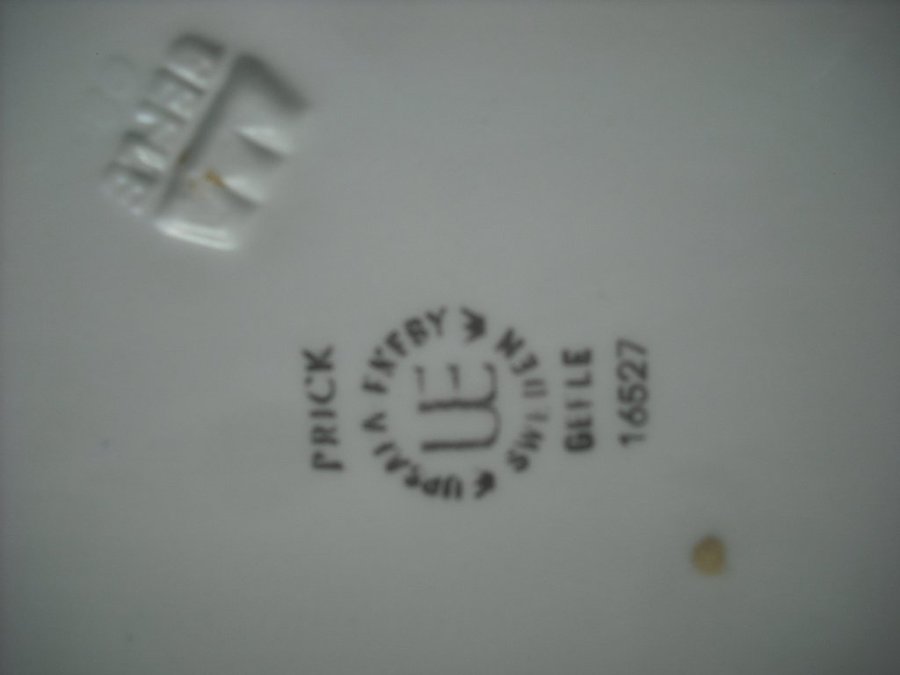 PRICK
UPSALA EKEBY
UE
SWEDEN
GEFLE
16527